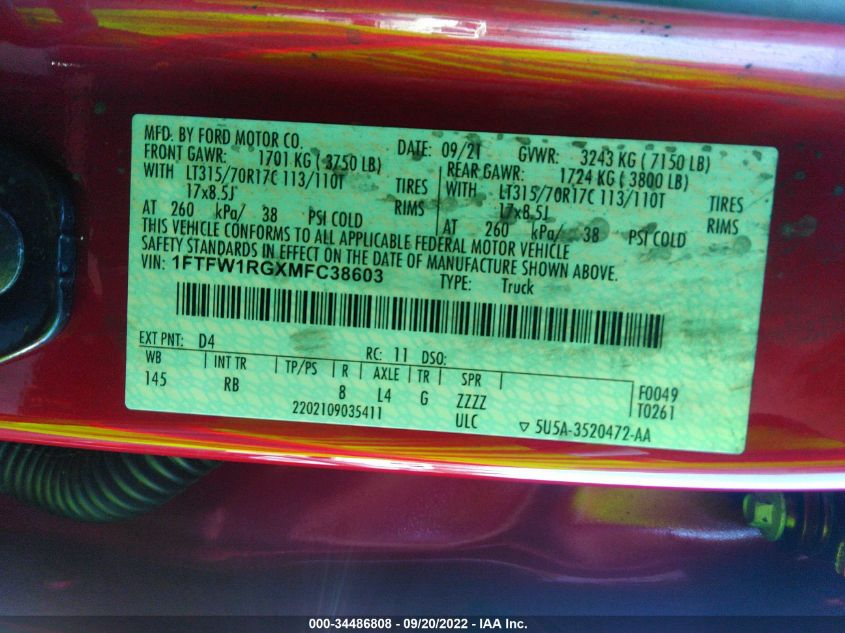 MFD. BY FORD MOTOR CO.
DATE: 09/21 GVWR: 3243 KG ( 7150 LB)
FRONT GAWR: 1701 KG ( 3750 LB)
REAR GAWR: 1724 KG ( 3800 LB)
WITH LT315/70R17C 113/110T TIRES
WITH LT315/70R17C 113/110T TIRES
17x8.5J RIMS
17x8.5J RIMS
AT 260 kPa/ 38 PSI COLD
AT 260 kPa/ 38 PSI COLD
THIS VEHICLE CONFORMS TO ALL APPLICABLE FEDERAL MOTOR VEHICLE
SAFETY STANDARDS IN EFFECT ON THE DATE OF MANUFACTURE SHOWN ABOVE.
VIN: 1FTFW1RGXMFC38603 TYPE: Truck
EXT PNT: D4 RC: 11 DSO:
WB INT TR TP/PS R AXLE TR SPR
145 RB 8 L4 G ZZZZ
F0049
T0261
2202109035411 ULC
▽ 5U5A-3520472-AA
000-34486808 - 09/20/2022 - IAA Inc.